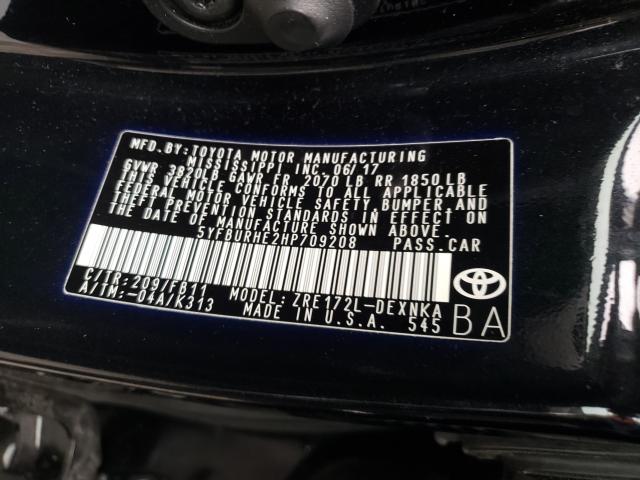 MFD. BY: TOYOTA MOTOR MANUFACTURING
MISSISSIPPI INC. 06/17
GVWR 3820LB GAWR FR 2070 LB RR 1850 LB
THIS VEHICLE CONFORMS TO ALL APPLICABLE
FEDERAL MOTOR VEHICLE SAFETY, BUMPER, AND
THEFT PREVENTION STANDARDS IN EFFECT ON
THE DATE OF MANUFACTURE SHOWN ABOVE.
5YFBURHE2HP709208 PASS.CAR
C/TR: 209/FB11 MODEL: ZRE172L-DEXNKA
A/TM: -04A/K313 MADE IN U.S.A. 545 BA